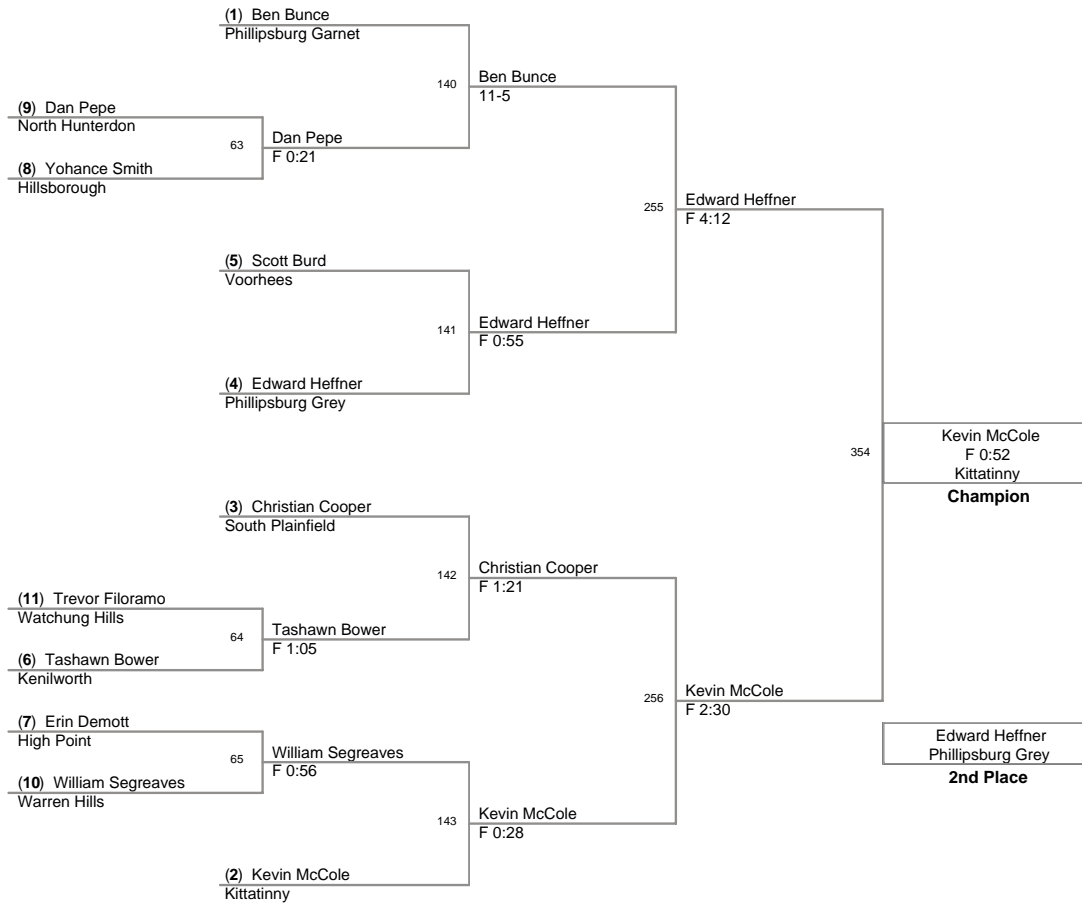 (1) Ben Bunce
Phillipsburg Garnet
140
Ben Bunce
11-5
(9) Dan Pepe
North Hunterdon
63
Dan Pepe
F 0:21
(8) Yohance Smith
Hillsborough
255
Edward Heffner
F 4:12
(5) Scott Burd
Voorhees
141
Edward Heffner
F 0:55
(4) Edward Heffner
Phillipsburg Grey
354
Kevin McCole
F 0:52
Kittatinny
Champion
(3) Christian Cooper
South Plainfield
142
Christian Cooper
F 1:21
(11) Trevor Filoramo
Watchung Hills
64
Tashawn Bower
F 1:05
(6) Tashawn Bower
Kenilworth
256
Kevin McCole
F 2:30
(7) Erin Demott
High Point
65
William Segreaves
F 0:56
(10) William Segreaves
Warren Hills
143
Kevin McCole
F 0:28
(2) Kevin McCole
Kittatinny
Edward Heffner
Phillipsburg Grey
2nd Place